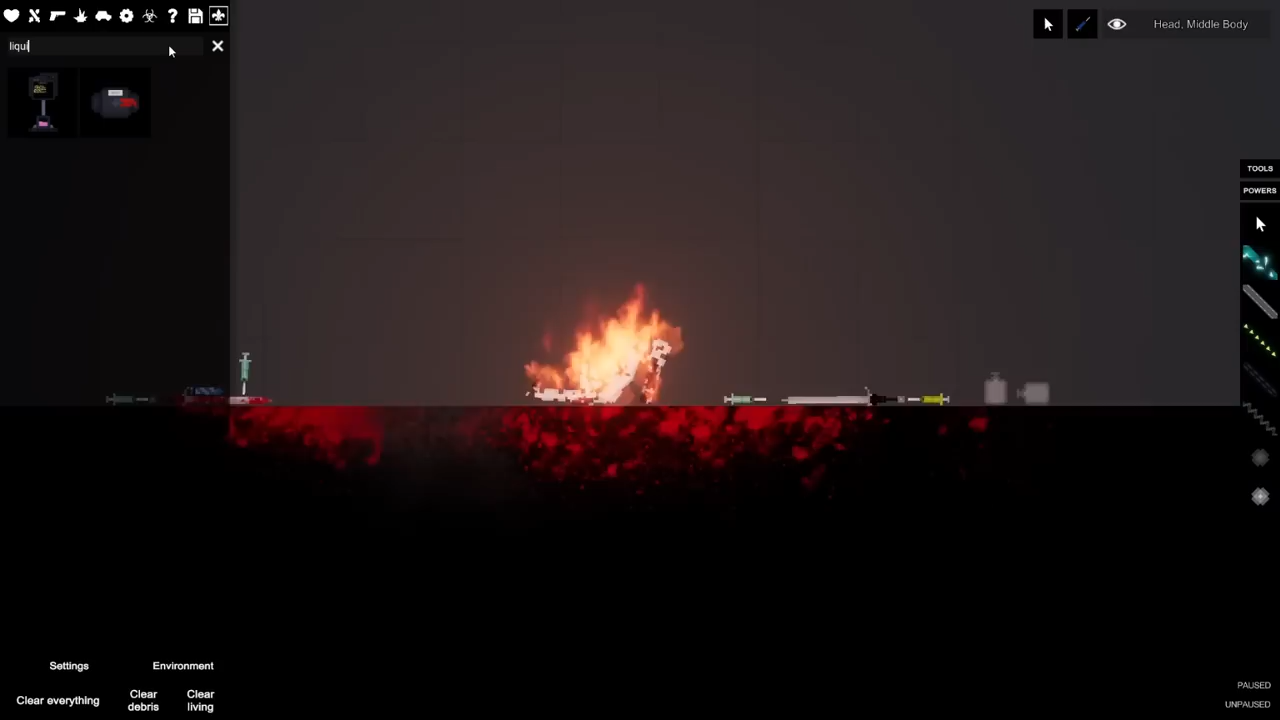 ?
liqui
Head, Middle Body
TOOLS
POWERS
Settings
Environment
Clear everything
Clear debris
Clear living
PAUSED
UNPAUSED